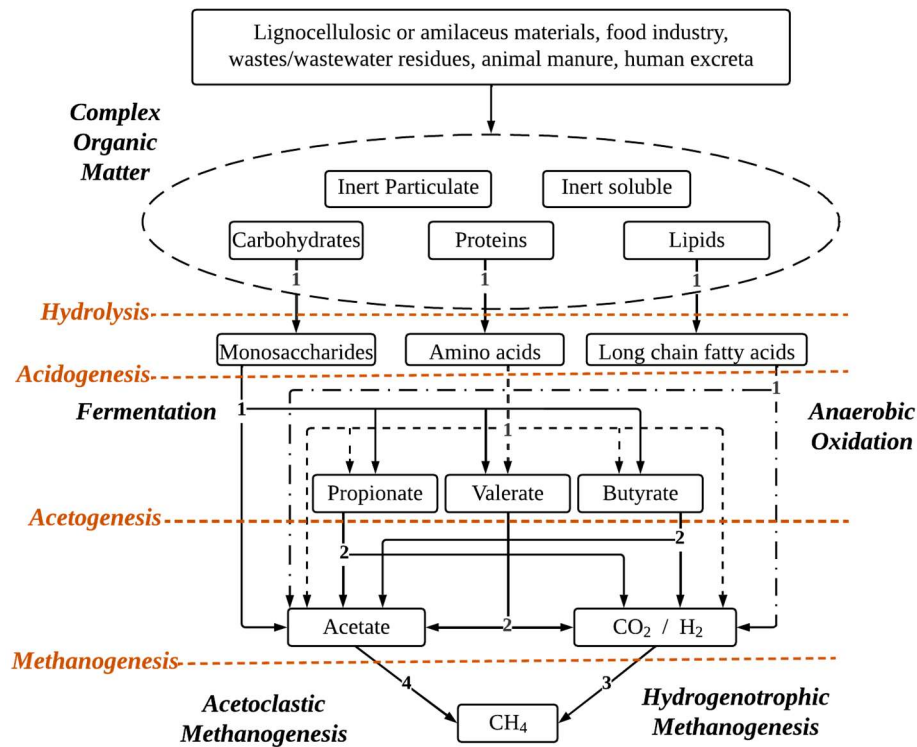 Lignocellulosic or amilaceus materials, food industry,
wastes/wastewater residues, animal manure, human excreta
Complex
Organic
Matter
Inert Particulate
Inert soluble
Carbohydrates
Proteins
Lipids
1
1
1
Hydrolysis
Monosaccharides
Amino acids
Long chain fatty acids
Acidogenesis
1
Fermentation
1
Anaerobic
Oxidation
1
Propionate
Valerate
Butyrate
Acetogenesis
2
2
Acetate
2
CO₂ / H₂
Methanogenesis
4
3
Acetoclastic
Methanogenesis
Hydrogenotrophic
Methanogenesis
CH₄